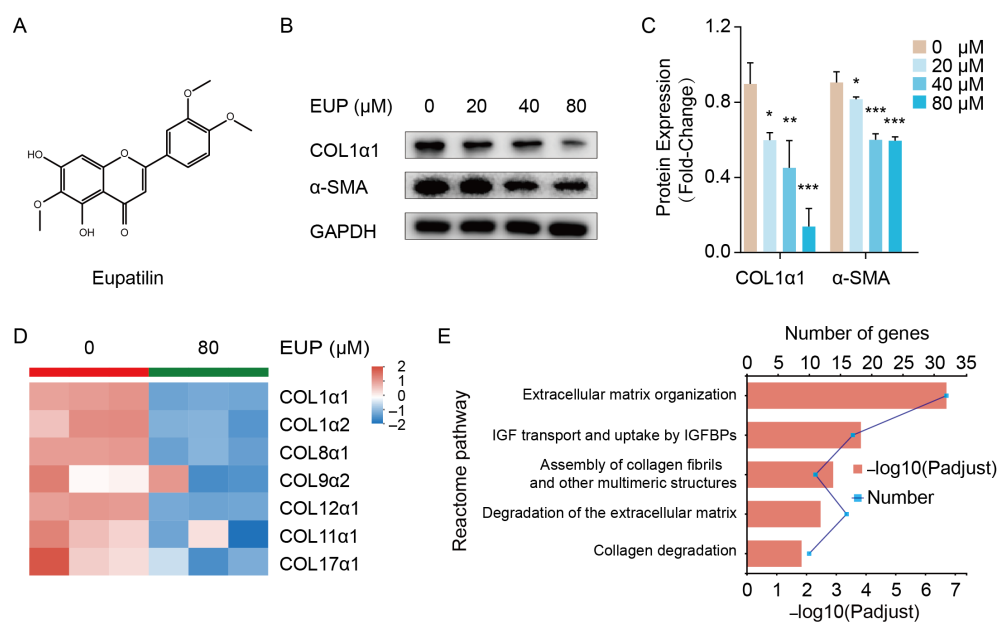 A
O
O
HO
O
O
OH
O
Eupatilin
B
EUP (μM) 0 20 40 80
COL1α1
α-SMA
GAPDH
C
Protein Expression
(Fold-Change)
1.2
0.8
0.4
0.0
* ** ***
* *** ***
COL1α1 α-SMA
0 μM
20 μM
40 μM
80 μM
D
0 80 EUP (μM)
2
1
0
−1
−2
COL1α1
COL1α2
COL8α1
COL9α2
COL12α1
COL11α1
COL17α1
E
Number of genes
0 5 10 15 20 25 30 35
Reactome pathway
Extracellular matrix organization
IGF transport and uptake by IGFBPs
Assembly of collagen fibrils
and other multimeric structures
Degradation of the extracellular matrix
Collagen degradation
−log10(Padjust)
Number
0 1 2 3 4 5 6 7
−log10(Padjust)